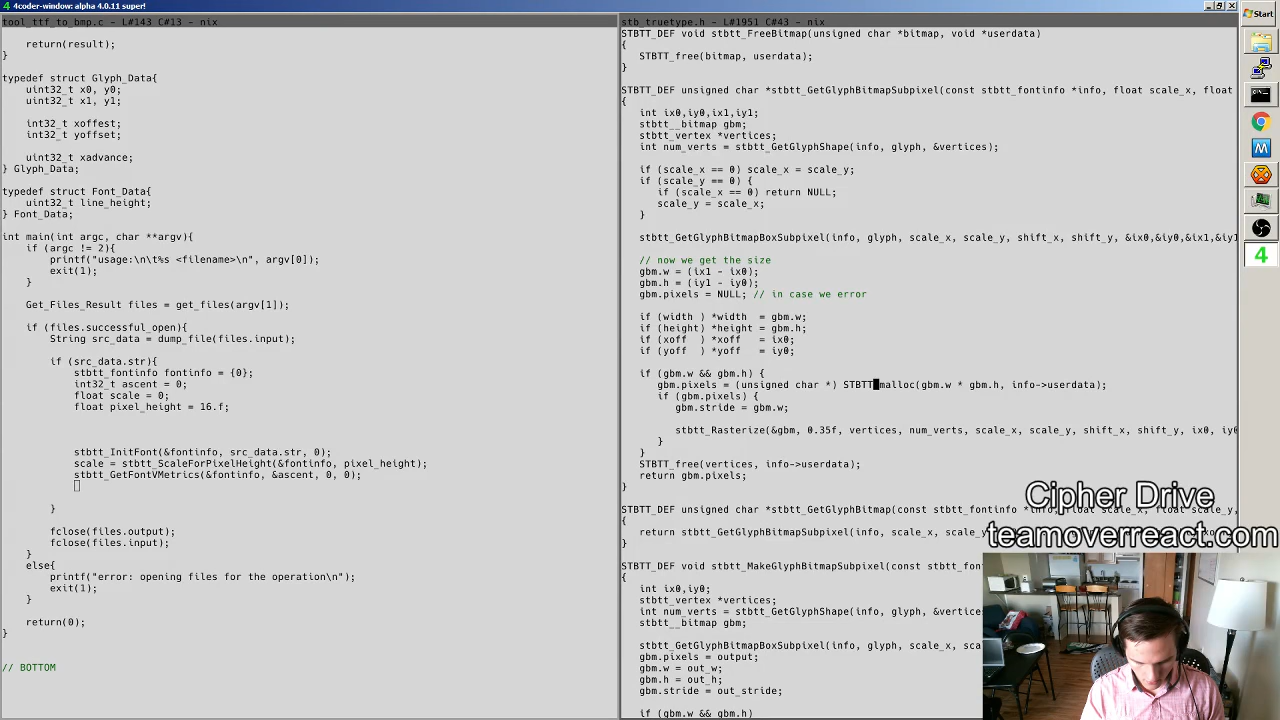 4coder-window: alpha 4.0.11 super!
Start
tool_ttf_to_bmp.c - L#143 C#13 - nix
return(result);
}
typedef struct Glyph_Data{
uint32_t x0, y0;
uint32_t x1, y1;
int32_t xoffest;
int32_t yoffset;
uint32_t xadvance;
} Glyph_Data;
typedef struct Font_Data{
uint32_t line_height;
} Font_Data;
int main(int argc, char **argv){
if (argc != 2){
printf("usage:\n\t%s <filename>\n", argv[0]);
exit(1);
}
Get_Files_Result files = get_files(argv[1]);
if (files.successful_open){
String src_data = dump_file(files.input);
if (src_data.str){
stbtt_fontinfo fontinfo = {0};
int32_t ascent = 0;
float scale = 0;
float pixel_height = 16.f;
stbtt_InitFont(&fontinfo, src_data.str, 0);
scale = stbtt_ScaleForPixelHeight(&fontinfo, pixel_height);
stbtt_GetFontVMetrics(&fontinfo, &ascent, 0, 0);
}
fclose(files.output);
fclose(files.input);
}
else{
printf("error: opening files for the operation\n");
exit(1);
}
return(0);
}
// BOTTOM
stb_truetype.h - L#1951 C#43 - nix
STBTT_DEF void stbtt_FreeBitmap(unsigned char *bitmap, void *userdata)
{
STBTT_free(bitmap, userdata);
}
STBTT_DEF unsigned char *stbtt_GetGlyphBitmapSubpixel(const stbtt_fontinfo *info, float scale_x, float
{
int ix0,iy0,ix1,iy1;
stbtt__bitmap gbm;
stbtt_vertex *vertices;
int num_verts = stbtt_GetGlyphShape(info, glyph, &vertices);
if (scale_x == 0) scale_x = scale_y;
if (scale_y == 0) {
if (scale_x == 0) return NULL;
scale_y = scale_x;
}
stbtt_GetGlyphBitmapBoxSubpixel(info, glyph, scale_x, scale_y, shift_x, shift_y, &ix0,&iy0,&ix1,&iy1
// now we get the size
gbm.w = (ix1 - ix0);
gbm.h = (iy1 - iy0);
gbm.pixels = NULL; // in case we error
if (width ) *width = gbm.w;
if (height) *height = gbm.h;
if (xoff ) *xoff = ix0;
if (yoff ) *yoff = iy0;
if (gbm.w && gbm.h) {
gbm.pixels = (unsigned char *) STBTT_malloc(gbm.w * gbm.h, info->userdata);
if (gbm.pixels) {
gbm.stride = gbm.w;
stbtt_Rasterize(&gbm, 0.35f, vertices, num_verts, scale_x, scale_y, shift_x, shift_y, ix0, iy0
}
}
STBTT_free(vertices, info->userdata);
return gbm.pixels;
}
STBTT_DEF unsigned char *stbtt_GetGlyphBitmap(const stbtt_fontinfo *info, float scale_x, float scale_y,
{
return stbtt_GetGlyphBitmapSubpixel(info, scale_x, scale_y,
}
STBTT_DEF void stbtt_MakeGlyphBitmapSubpixel(const stbtt_fon
{
int ix0,iy0;
stbtt_vertex *vertices;
int num_verts = stbtt_GetGlyphShape(info, glyph, &vertices
stbtt__bitmap gbm;
stbtt_GetGlyphBitmapBoxSubpixel(info, glyph, scale_x, sca
gbm.pixels = output;
gbm.w = out_w;
gbm.h = out_h;
gbm.stride = out_stride;
if (gbm.w && gbm.h)
Cipher Drive
teamoverreact.com
M
4